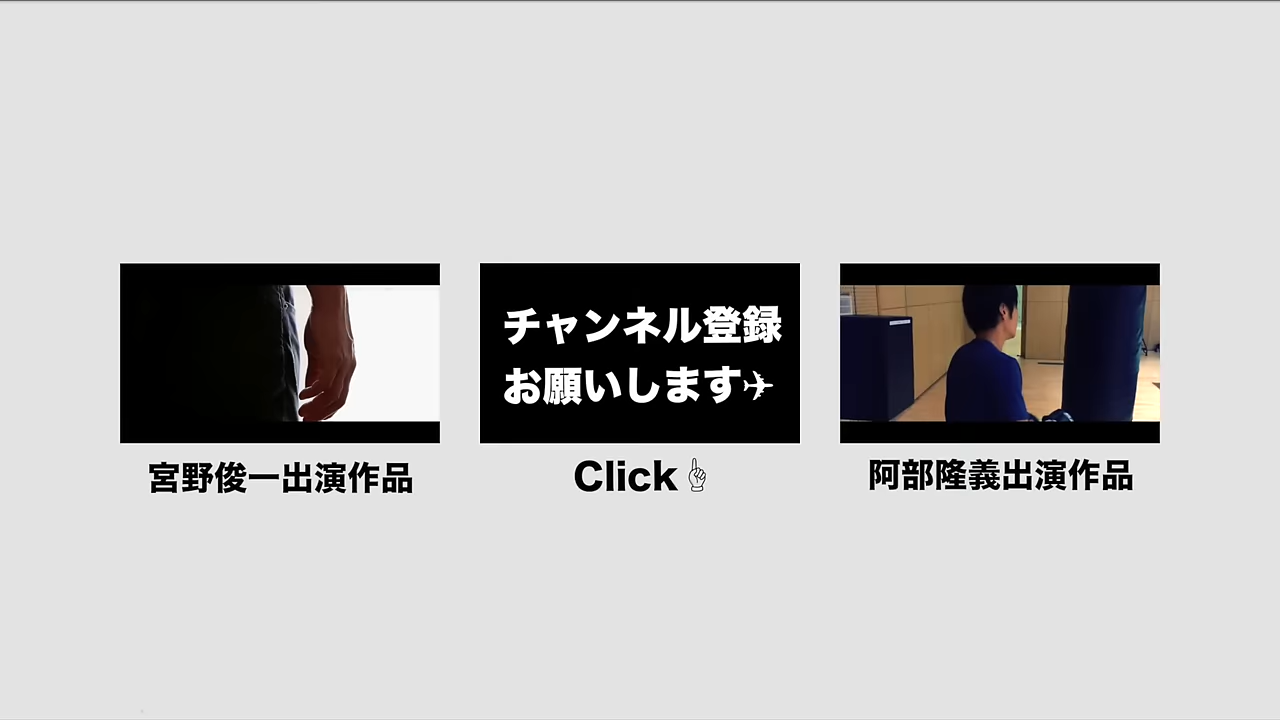 チャンネル登録
お願いします✈
宮野俊一出演作品
Click☝
阿部隆義出演作品